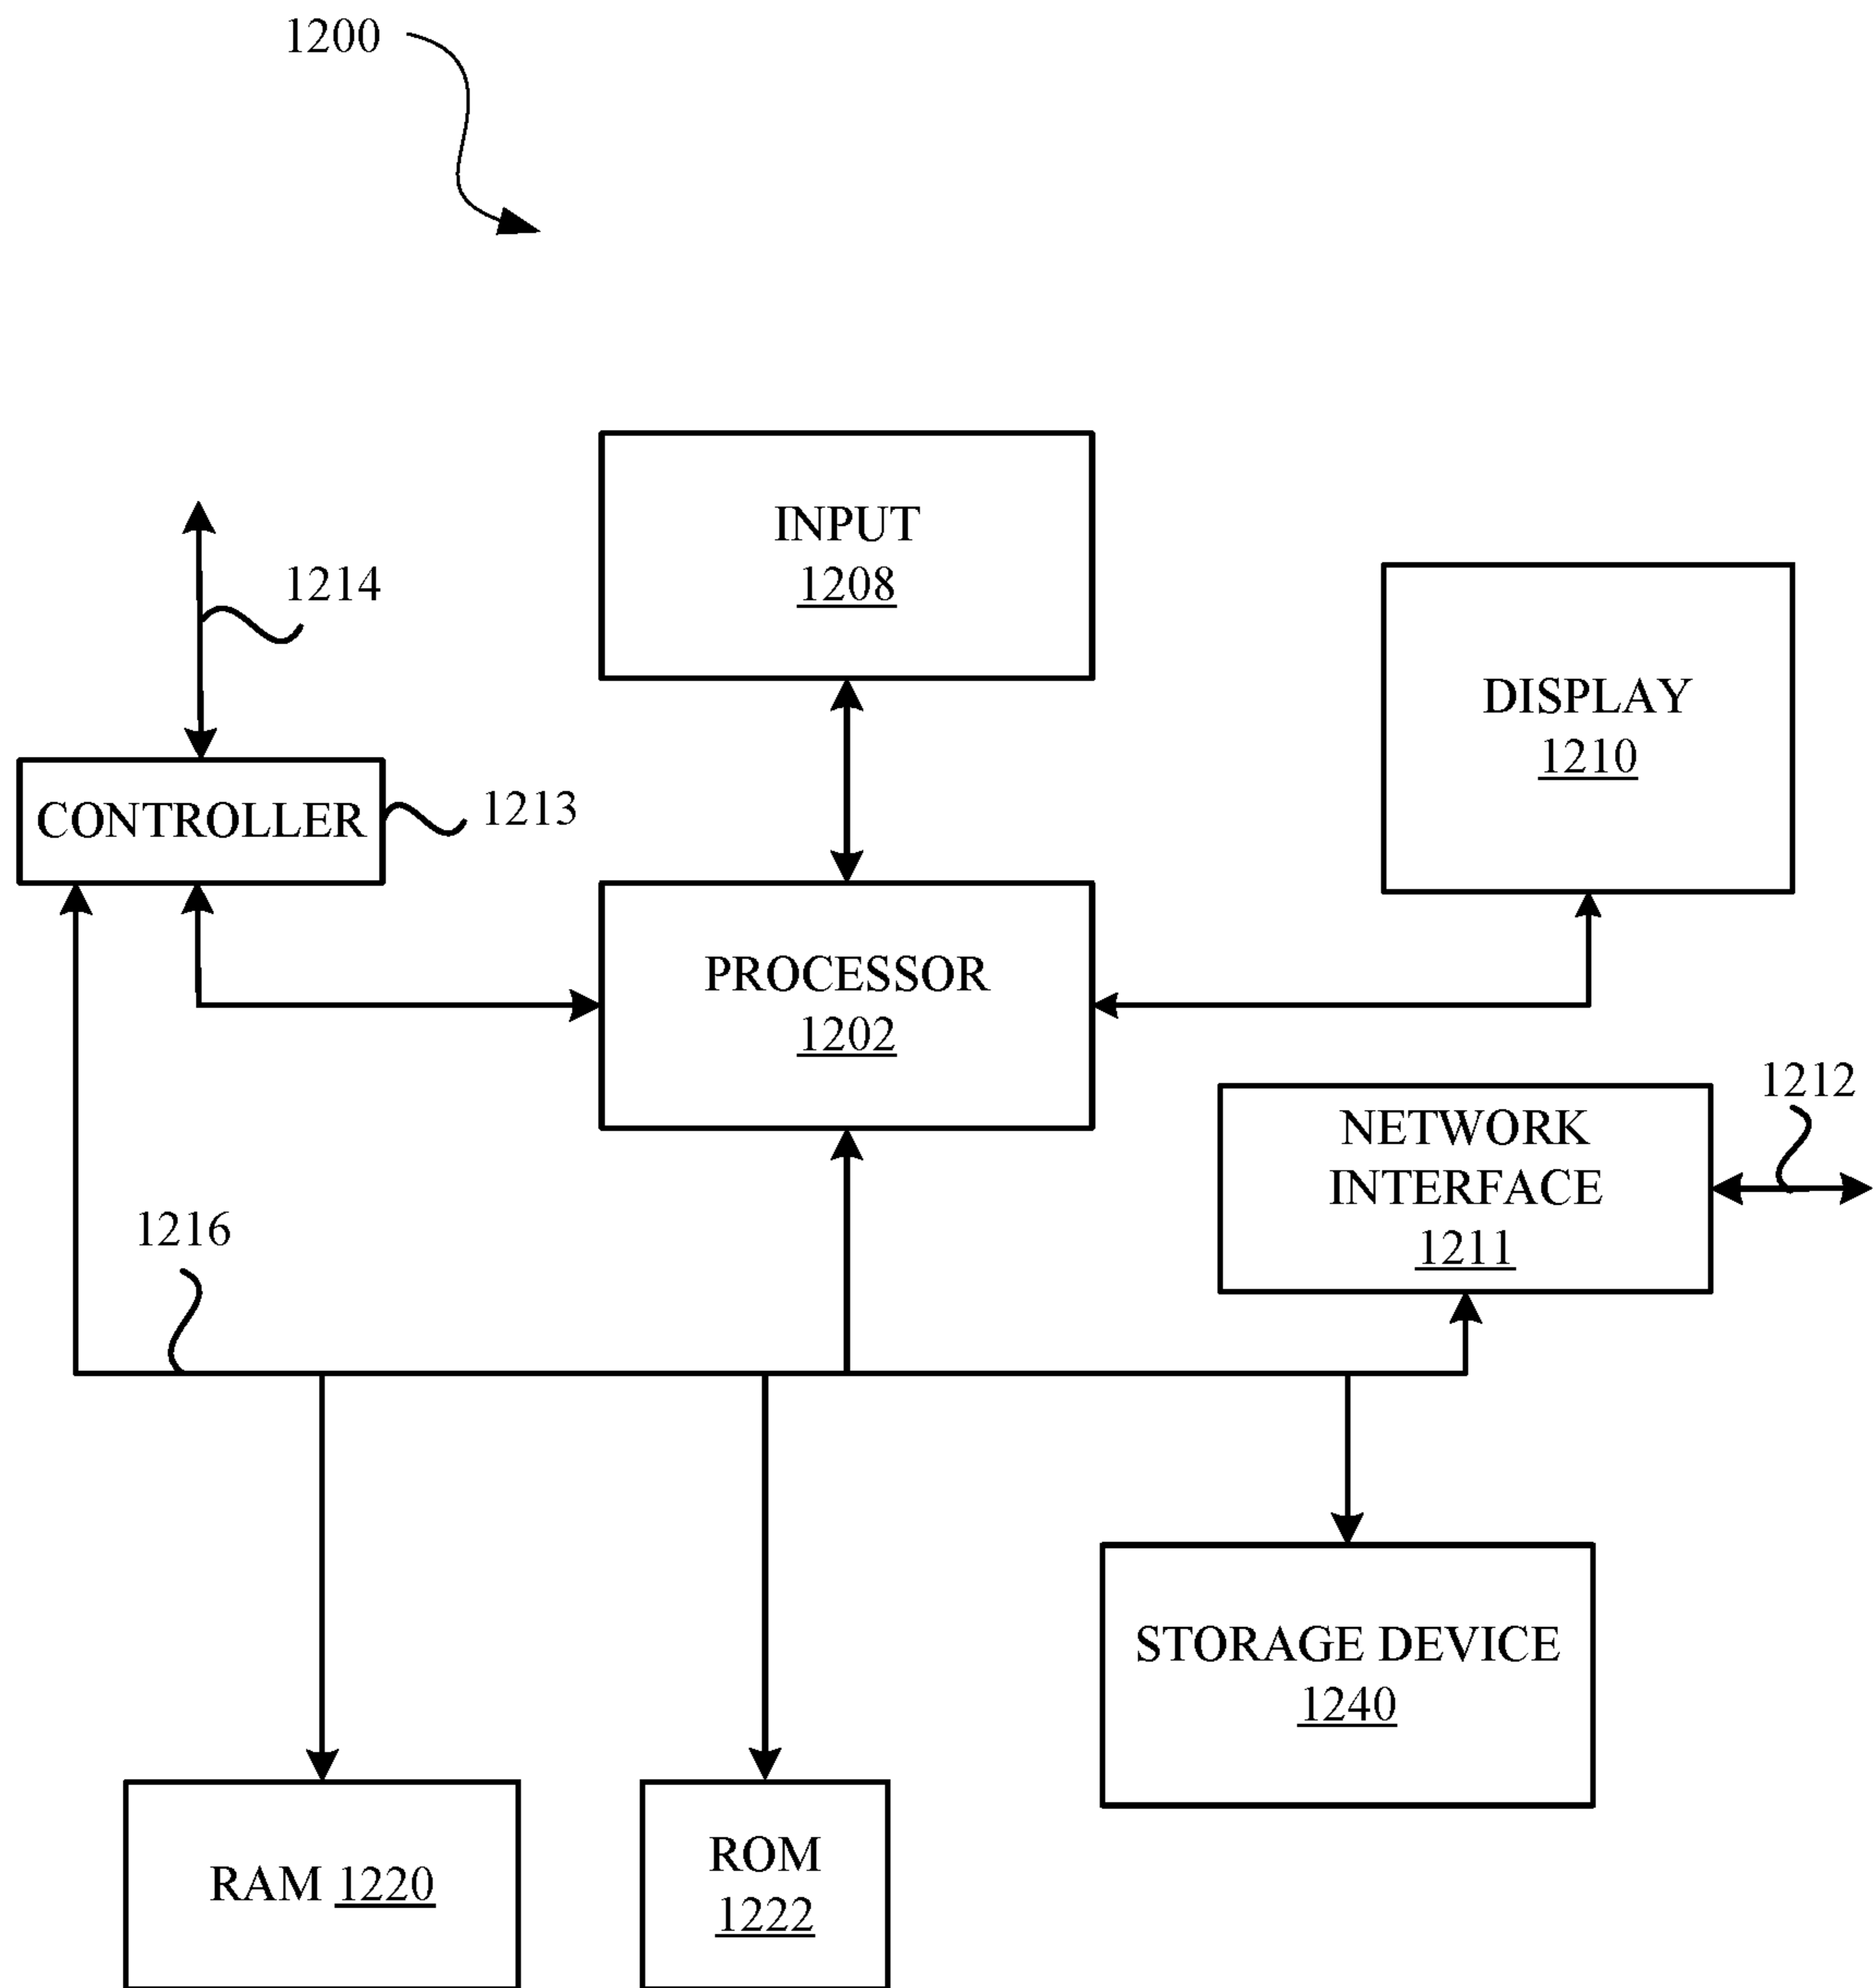 1200
INPUT
1208
1214
DISPLAY
1210
CONTROLLER
1213
PROCESSOR
1202
1212
NETWORK
INTERFACE
1211
1216
STORAGE DEVICE
1240
RAM 1220
ROM
1222